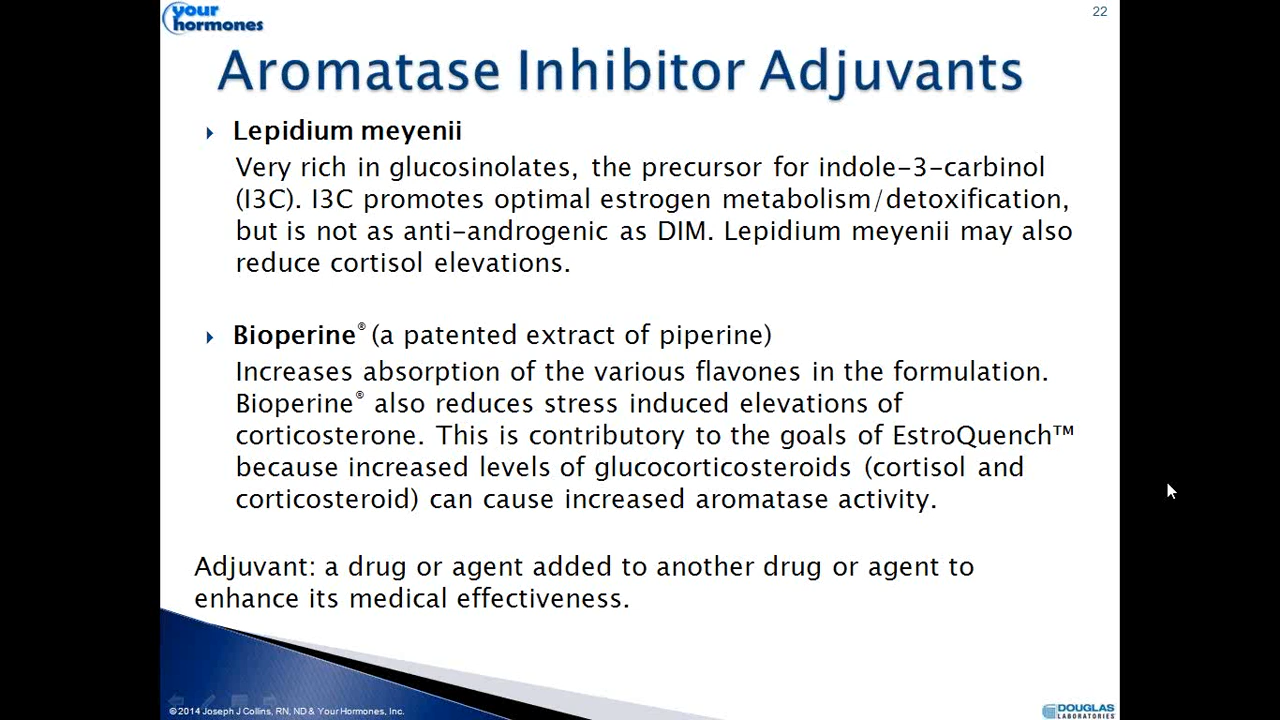 your
hormones
22
Aromatase Inhibitor Adjuvants
Lepidium meyenii
Very rich in glucosinolates, the precursor for indole-3-carbinol
(I3C). I3C promotes optimal estrogen metabolism/detoxification,
but is not as anti-androgenic as DIM. Lepidium meyenii may also
reduce cortisol elevations.
Bioperine® (a patented extract of piperine)
Increases absorption of the various flavones in the formulation.
Bioperine® also reduces stress induced elevations of
corticosterone. This is contributory to the goals of EstroQuench™
because increased levels of glucocorticosteroids (cortisol and
corticosteroid) can cause increased aromatase activity.
Adjuvant: a drug or agent added to another drug or agent to
enhance its medical effectiveness.
©2014 Joseph J Collins, RN, ND & Your Hormones, Inc.
DOUGLAS
LABORATORIES